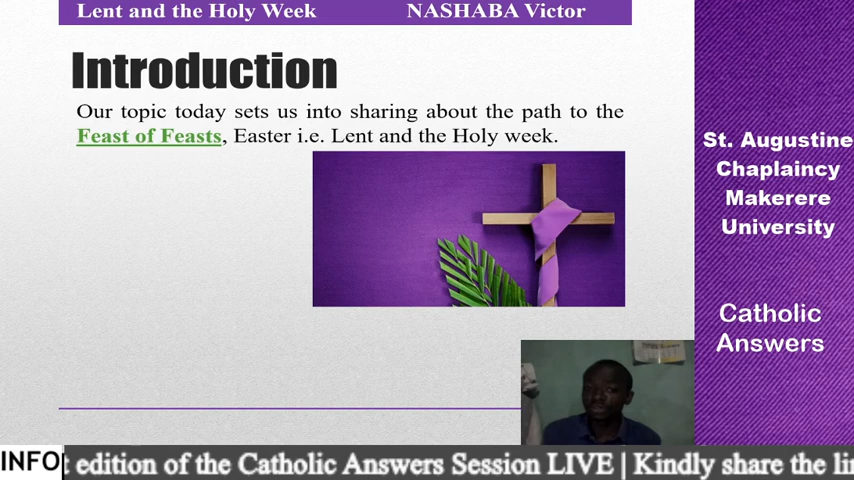 Lent and the Holy Week NASHABA Victor
Introduction
Our topic today sets us into sharing about the path to the
Feast of Feasts, Easter i.e. Lent and the Holy week.
St. Augustine
Chaplaincy
Makerere
University
Catholic
Answers
INFO edition of the Catholic Answers Session LIVE | Kindly share the